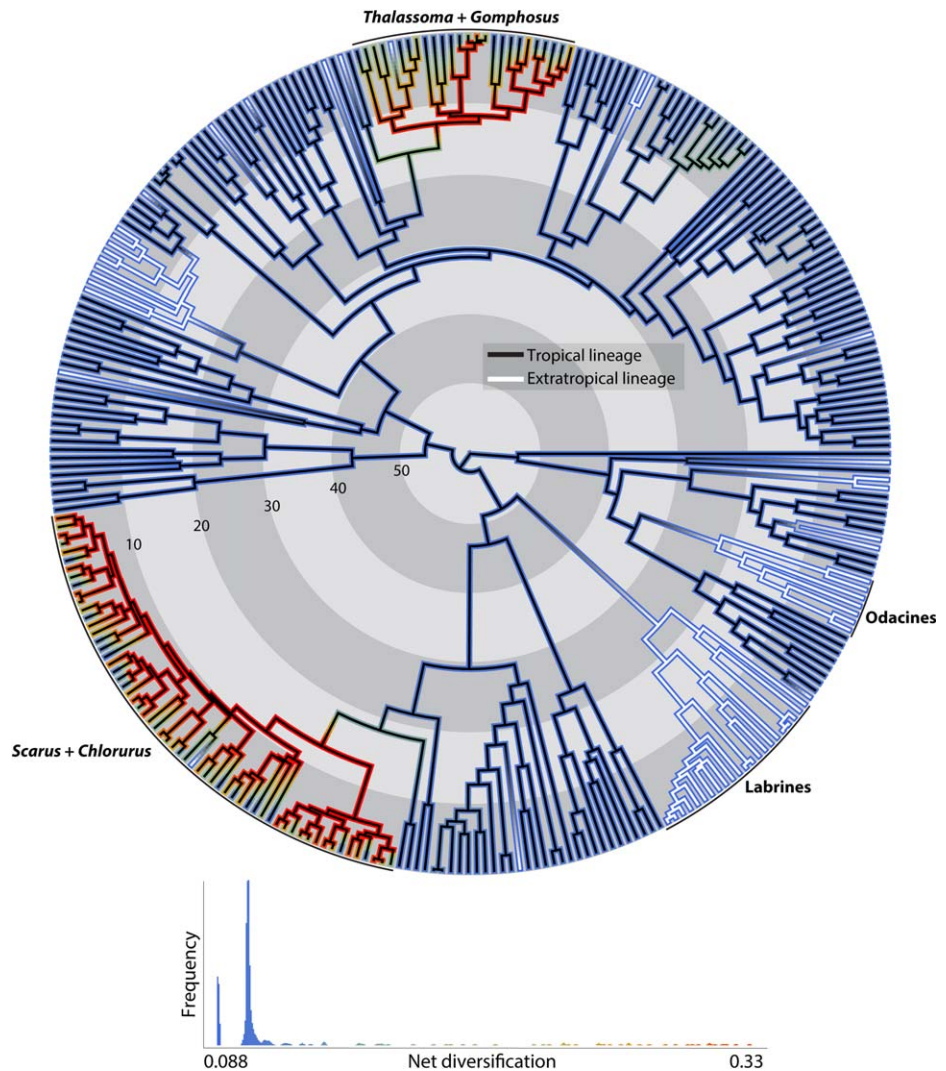 Thalassoma + Gomphosus
Tropical lineage
Extratropical lineage
50
40
30
20
10
Odacines
Scarus + Chlorurus
Labrines
Frequency
0.088
Net diversification
0.33